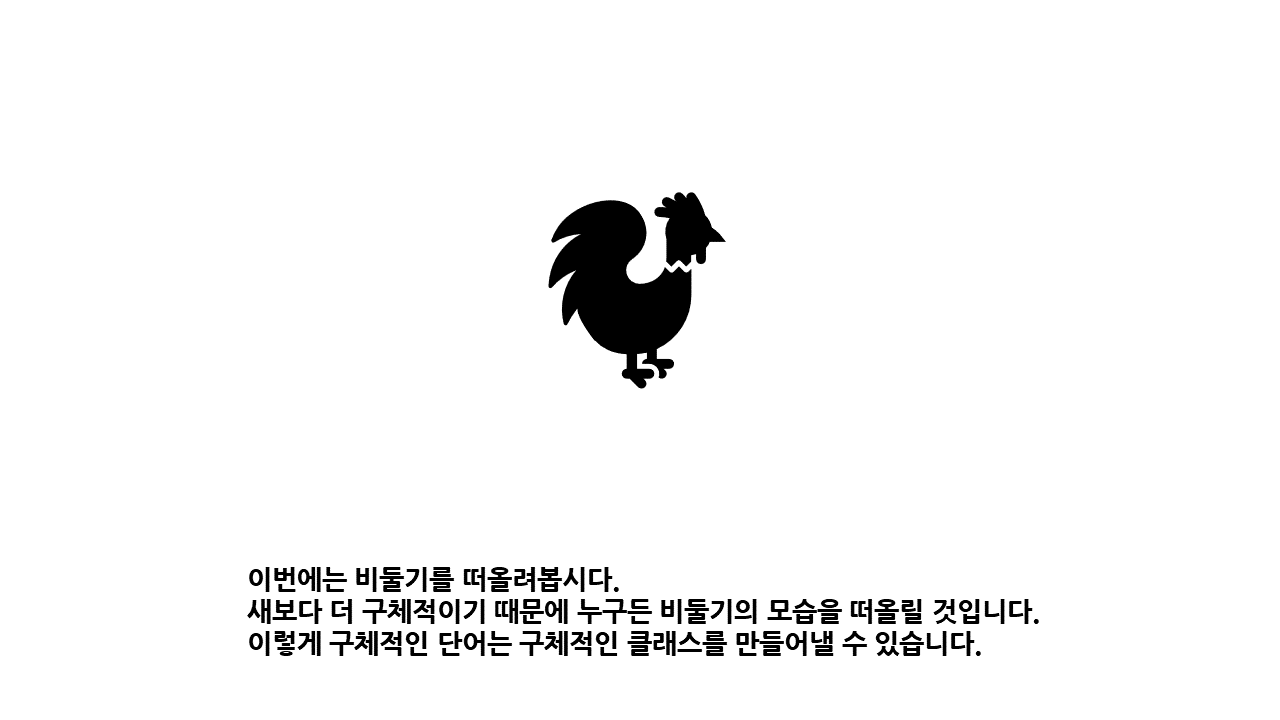 이번에는 비둘기를 떠올려봅시다.
새보다 더 구체적이기 때문에 누구든 비둘기의 모습을 떠올릴 것입니다.
이렇게 구체적인 단어는 구체적인 클래스를 만들어낼 수 있습니다.